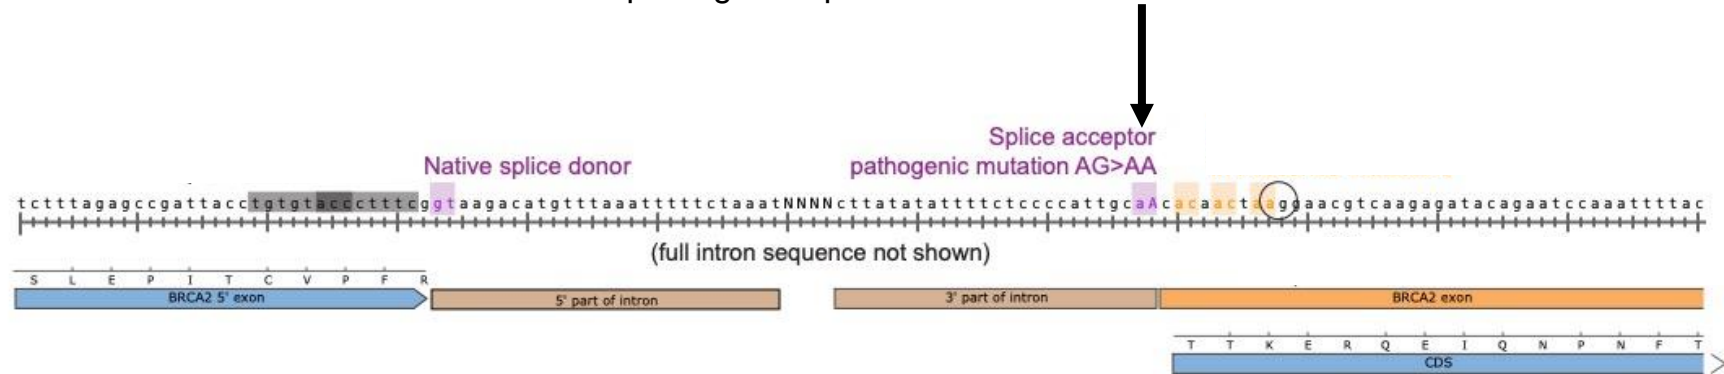 Splice acceptor
Native splice donor pathogenic mutation AG>AA
tctttagagccgattacctgtgtaccctttcggtaagacatgtttaaatttttctaaatNNNNcttatatattttctccccattgcaAcacaactaaggaacgtcaagagatacagaatccaaattttac
(full intron sequence not shown)
S L E P I T C V P F R
BRCA2 5' exon 5' part of intron 3' part of intron BRCA2 exon
T T K E R Q E I Q N P N F T
CDS